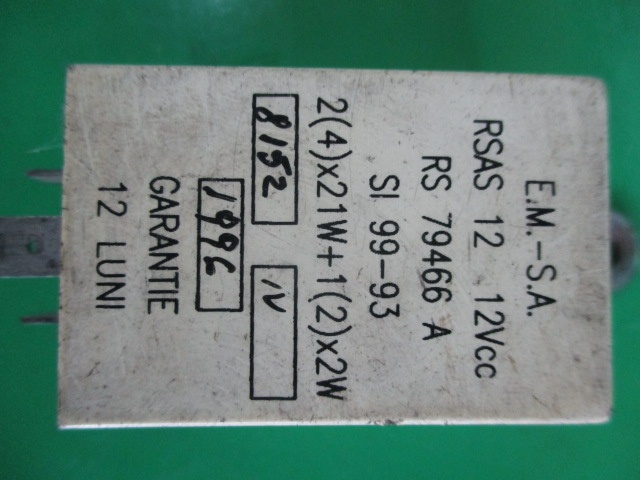 E.M.-S.A.
RSAS 12 12Vcc
RS 79466 A
SI 99-93
2(4)x21W+1(2)x2W
8152 IV
1996
GARANTIE
12 LUNI